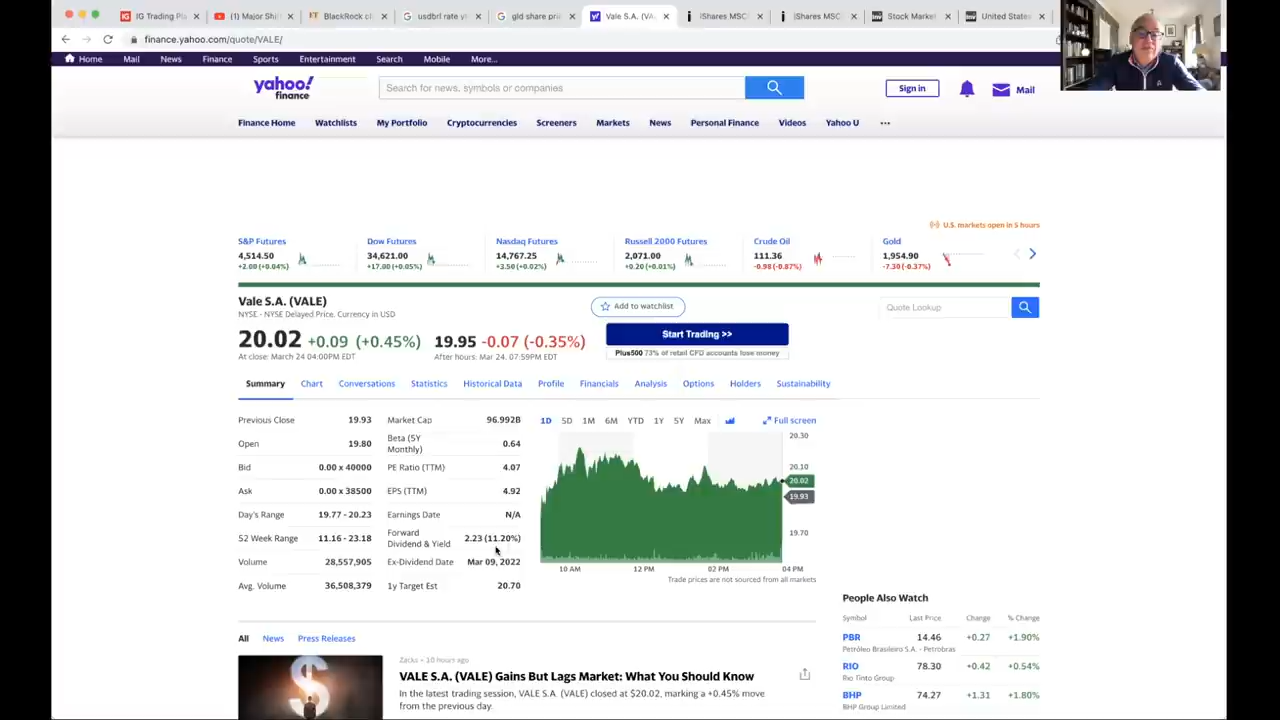 IG Trading Pl
(1) Major Shi
BlackRock cl
usdbrl rate y
gld share pri
Vale S.A. (VA
iShares MSC
iShares MSC
Stock Market
United States
finance.yahoo.com/quote/VALE/
Home Mail News Finance Sports Entertainment Search Mobile More...
yahoo!
finance
Search for news, symbols or companies
Sign in
Mail
Finance Home Watchlists My Portfolio Cryptocurrencies Screeners Markets News Personal Finance Videos Yahoo U ...
U.S. markets open in 5 hours
S&P Futures Dow Futures Nasdaq Futures Russell 2000 Futures Crude Oil Gold
4,514.50 34,621.00 14,767.25 2,071.00 111.36 1,954.90
+2.00 (+0.04%) +17.00 (+0.05%) +3.50 (+0.02%) +0.20 (+0.01%) -0.98 (-0.87%) -7.30 (-0.37%)
Vale S.A. (VALE)
NYSE - NYSE Delayed Price. Currency in USD
Add to watchlist
Quote Lookup
20.02 +0.09 (+0.45%) 19.95 -0.07 (-0.35%)
At close: March 24 04:00PM EDT After hours: Mar 24, 07:59PM EDT
Start Trading >>
Plus500 73% of retail CFD accounts lose money
Summary Chart Conversations Statistics Historical Data Profile Financials Analysis Options Holders Sustainability
Previous Close 19.93 Market Cap 96.992B
Open 19.80 Beta (5Y Monthly) 0.64
Bid 0.00 x 40000 PE Ratio (TTM) 4.07
Ask 0.00 x 38500 EPS (TTM) 4.92
Day's Range 19.77 - 20.23 Earnings Date N/A
52 Week Range 11.16 - 23.18 Forward Dividend & Yield 2.23 (11.20%)
Volume 28,557,905 Ex-Dividend Date Mar 09, 2022
Avg. Volume 36,508,379 1y Target Est 20.70
1D 5D 1M 6M YTD 1Y 5Y Max Full screen
20.30
20.10
20.02
19.93
19.70
10 AM 12 PM 02 PM 04 PM
Trade prices are not sourced from all markets
People Also Watch
Symbol Last Price Change % Change
PBR 14.46 +0.27 +1.90%
Petróleo Brasileiro S.A. - Petrobras
RIO 78.30 +0.42 +0.54%
Rio Tinto Group
BHP 74.27 +1.31 +1.80%
BHP Group Limited
All News Press Releases
Zacks • 10 hours ago
VALE S.A. (VALE) Gains But Lags Market: What You Should Know
In the latest trading session, VALE S.A. (VALE) closed at $20.02, marking a +0.45% move
from the previous day.